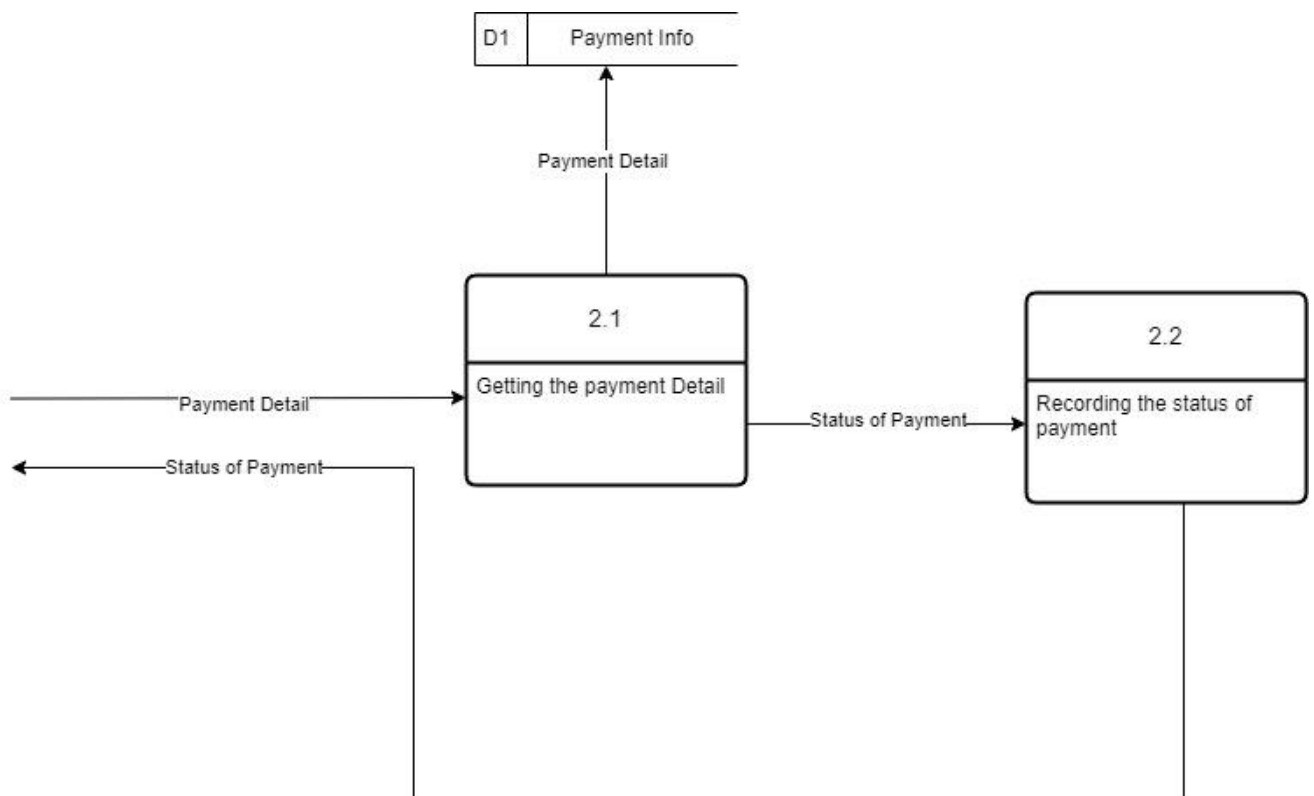 D1
Payment Info
Payment Detail
2.1
Getting the payment Detail
2.2
Recording the status of
payment
Payment Detail
Status of Payment
Status of Payment